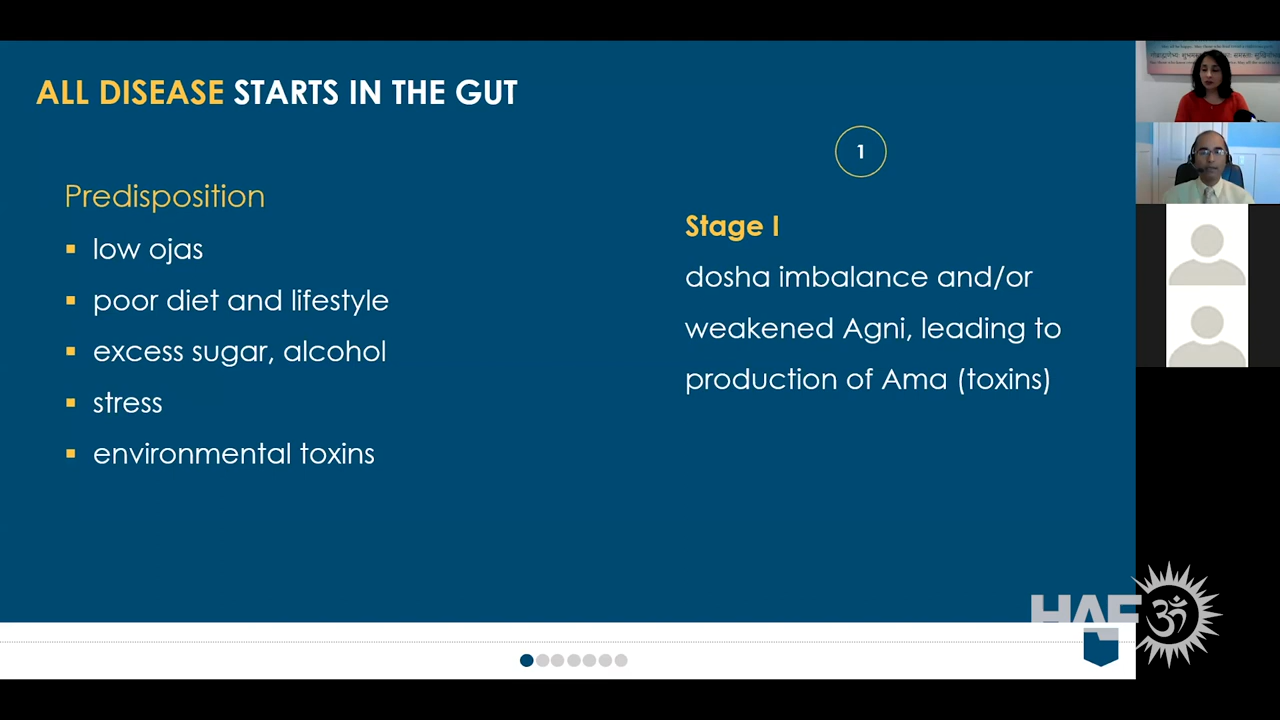 ALL DISEASE STARTS IN THE GUT
Predisposition
▪ low ojas
▪ poor diet and lifestyle
▪ excess sugar, alcohol
▪ stress
▪ environmental toxins
1
Stage I
dosha imbalance and/or
weakened Agni, leading to
production of Ama (toxins)
HAF
ॐ